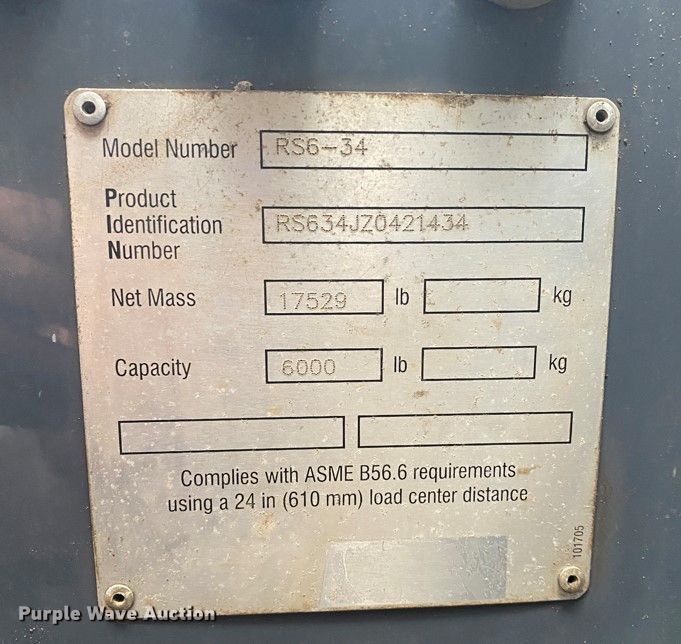 Model Number RS6-34
Product
Identification RS634JZ0421434
Number
Net Mass 17529 lb kg
Capacity 6000 lb kg
Complies with ASME B56.6 requirements
using a 24 in (610 mm) load center distance
101705
Purple Wave Auction